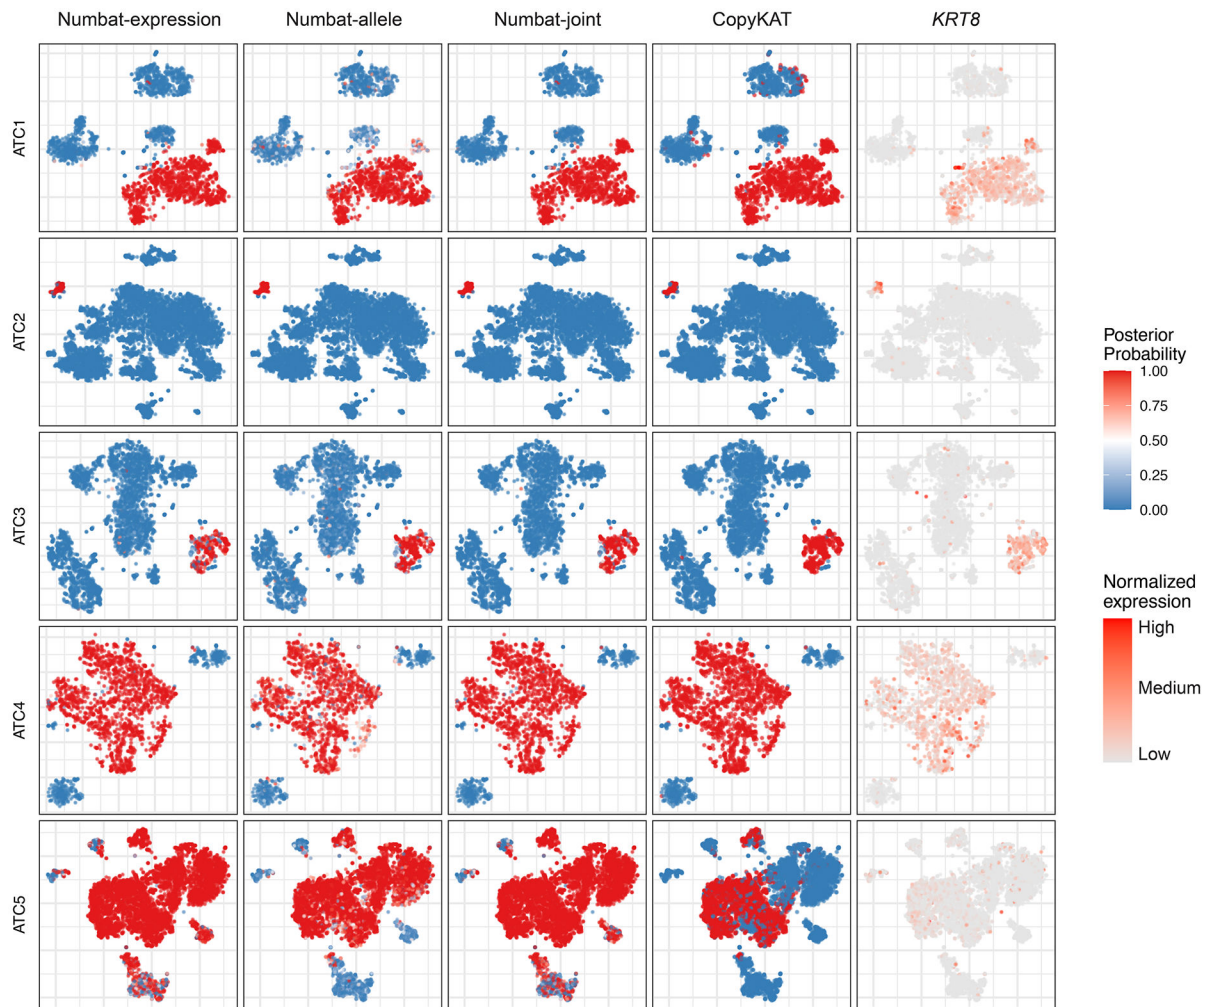 Numbat-expression Numbat-allele Numbat-joint CopyKAT KRT8
ATC1
ATC2
ATC3
ATC4
ATC5
Posterior
Probability
1.00
0.75
0.50
0.25
0.00
Normalized
expression
High
Medium
Low